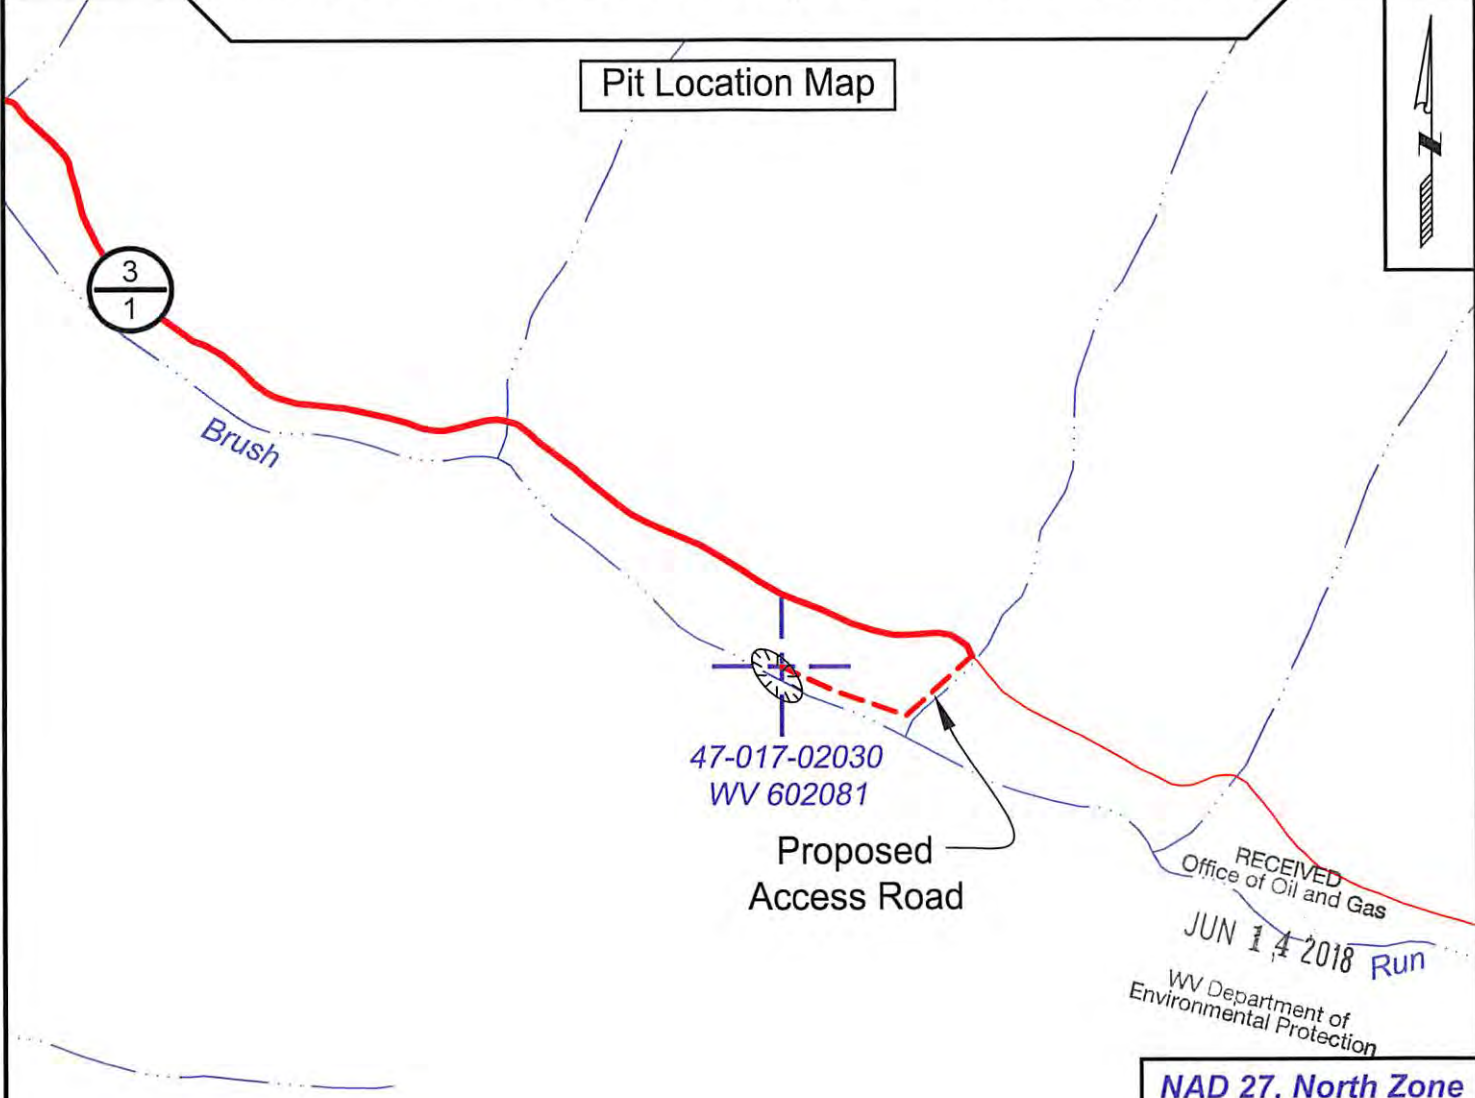 Pit Location Map
N
3
1
Brush
47-017-02030
WV 602081
Proposed
Access Road
RECEIVED
Office of Oil and Gas
JUN 14 2018
Run
WV Department of
Environmental Protection
NAD 27, North Zone